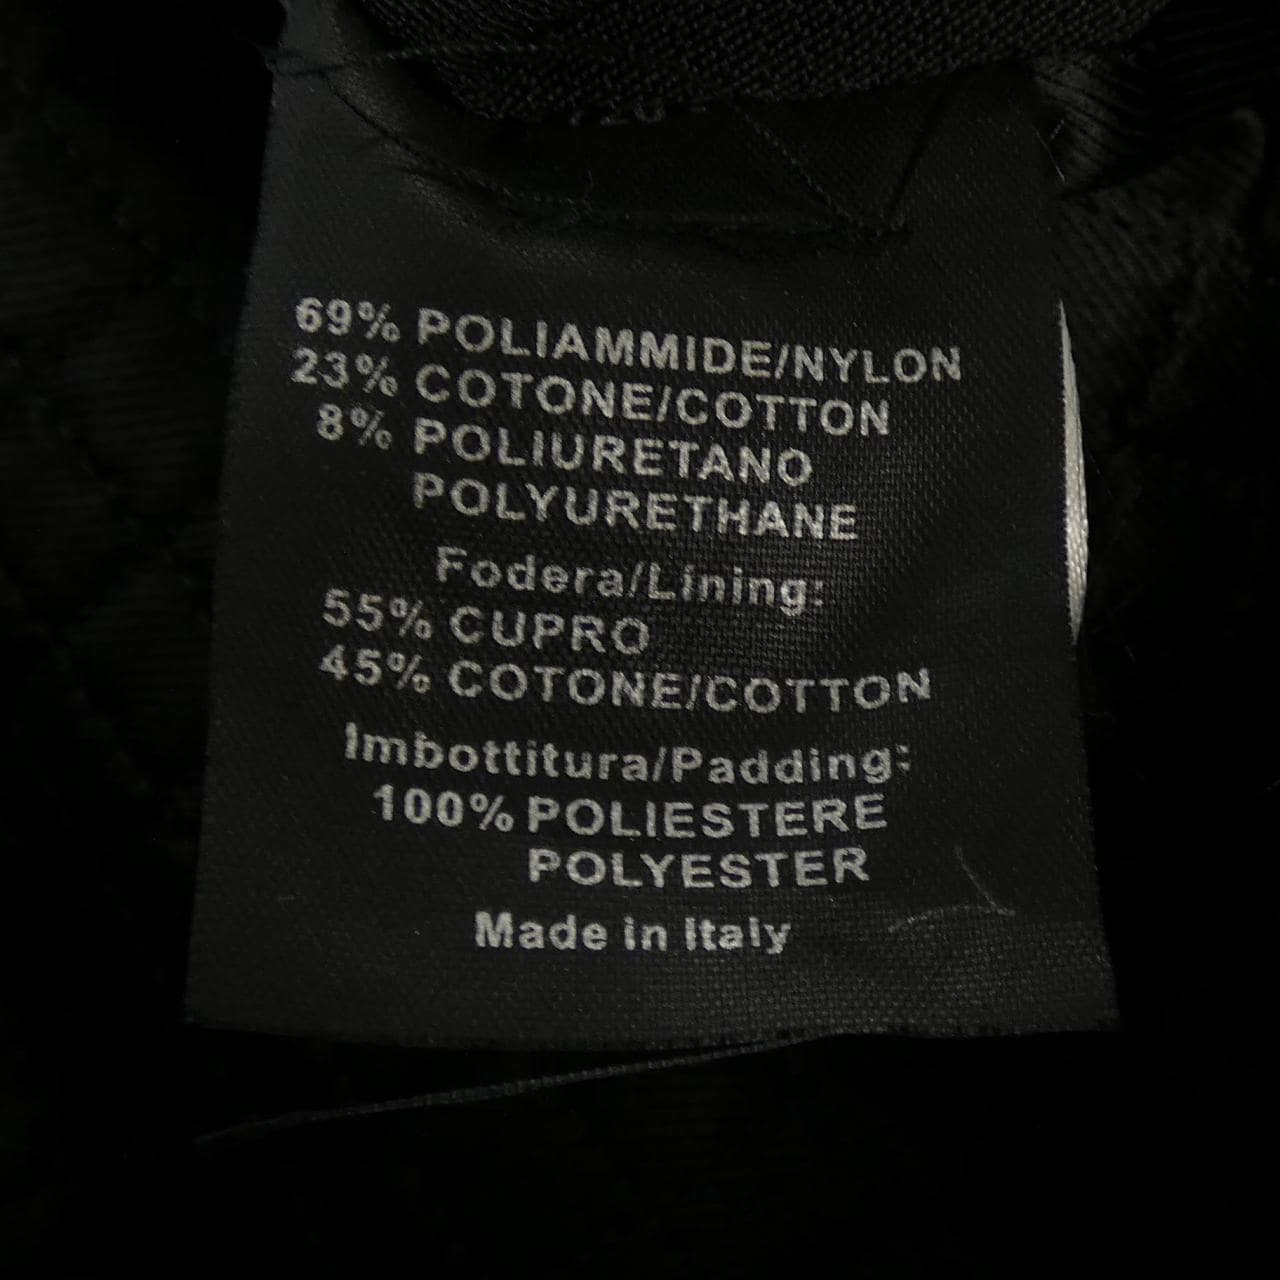 69% POLIAMMIDE/NYLON
23% COTONE/COTTON
8% POLIURETANO
POLYURETHANE
Fodera/Lining:
55% CUPRO
45% COTONE/COTTON
Imbottitura/Padding:
100% POLIESTERE
POLYESTER
Made in Italy